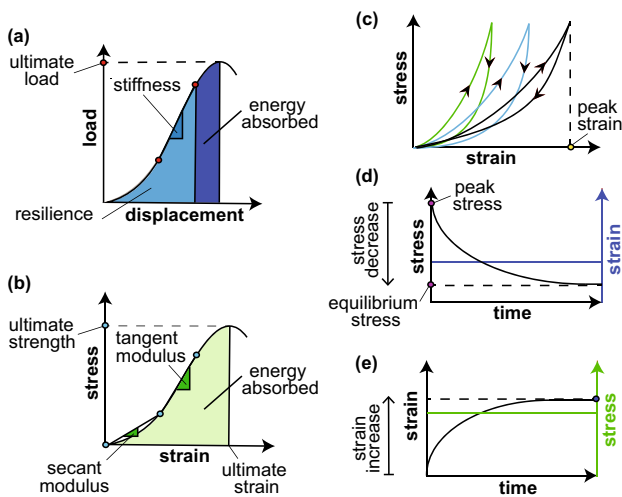 (a)
ultimate
load
stiffness
load
energy
absorbed
resilience
displacement
(b)
ultimate
strength
tangent
modulus
stress
energy
absorbed
secant
modulus
strain
ultimate
strain
(c)
stress
peak
strain
strain
(d)
peak
stress
stress
decrease
stress
strain
equilibrium
stress
time
(e)
strain
increase
strain
stress
time